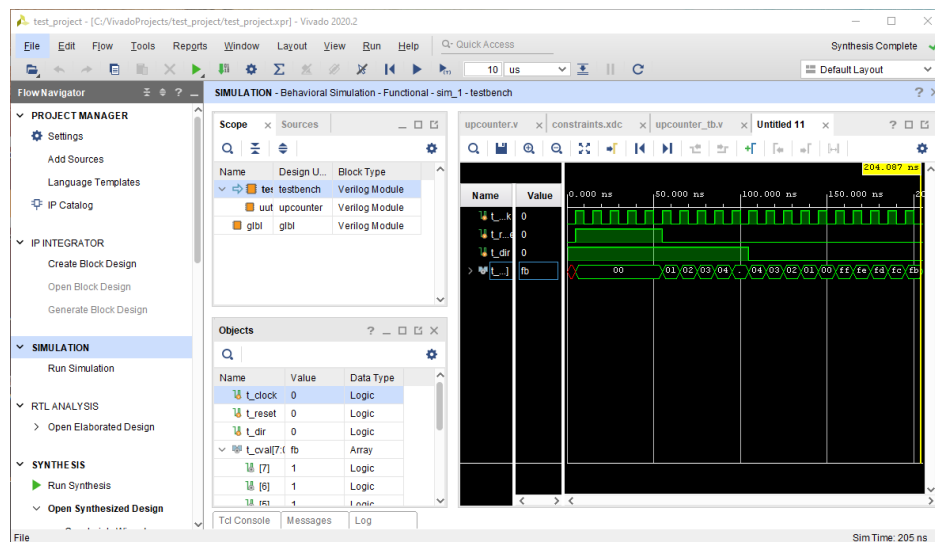 test_project - [C:/VivadoProjects/test_project/test_project.xpr] - Vivado 2020.2
File Edit Flow Tools Reports Window Layout View Run Help Q- Quick Access Synthesis Complete
10 us Default Layout
Flow Navigator SIMULATION - Behavioral Simulation - Functional - sim_1 - testbench
PROJECT MANAGER
Settings
Add Sources
Language Templates
IP Catalog
IP INTEGRATOR
Create Block Design
Open Block Design
Generate Block Design
SIMULATION
Run Simulation
RTL ANALYSIS
Open Elaborated Design
SYNTHESIS
Run Synthesis
Open Synthesized Design
Scope Sources
Name Design U... Block Type
tes testbench Verilog Module
uut upcounter Verilog Module
glbl glbl Verilog Module
Objects
Name Value Data Type
t_clock 0 Logic
t_reset 0 Logic
t_dir 0 Logic
t_cval[7:0 fb Array
[7] 1 Logic
[6] 1 Logic
[5] 1 Logic
Tcl Console Messages Log
upcounter.v constraints.xdc upcounter_tb.v Untitled 11
204.087 ns
Name Value 0.000 ns 50.000 ns 100.000 ns 150.000 ns 20
t_...k 0
t_r...e 0
t_dir 0
t_...] fb 00 01 02 03 04 . 04 03 02 01 00 ff fe fd fc fb
File Sim Time: 205 ns